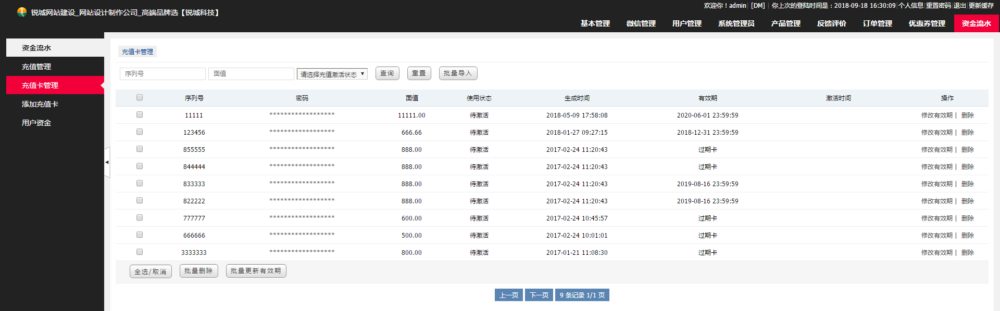 锐城网站建设_网站设计制作公司_高端品牌选【锐城科技】
欢迎你！admin| [DM] | 你上次的登陆时间是：2018-09-18 16:30:09|个人信息|重置密码|退出|更新缓存
基本管理 微信管理 用户管理 系统管理员 产品管理 反馈评价 订单管理 优惠券管理 资金流水
资金流水
充值管理
充值卡管理
添加充值卡
用户资金
充值卡管理
序列号 面值 请选择充值激活状态 查询 重置 批量导入
序列号 密码 面值 使用状态 生成时间 有效期 激活时间 操作
11111 ****************** 11111.00 待激活 2018-05-09 17:58:08 2020-06-01 23:59:59 修改有效期 | 删除
123456 ****************** 666.66 待激活 2018-01-27 09:27:15 2018-12-31 23:59:59 修改有效期 | 删除
855555 ****************** 888.00 待激活 2017-02-24 11:20:43 过期卡 修改有效期 | 删除
844444 ****************** 888.00 待激活 2017-02-24 11:20:43 过期卡 修改有效期 | 删除
833333 ****************** 888.00 待激活 2017-02-24 11:20:43 2019-08-16 23:59:59 修改有效期 | 删除
822222 ****************** 888.00 待激活 2017-02-24 11:20:43 2019-08-16 23:59:59 修改有效期 | 删除
777777 ****************** 600.00 待激活 2017-02-24 10:45:57 过期卡 修改有效期 | 删除
666666 ****************** 500.00 待激活 2017-02-24 10:01:01 过期卡 修改有效期 | 删除
3333333 ****************** 800.00 待激活 2017-01-21 11:08:30 过期卡 修改有效期 | 删除
全选/取消 批量删除 批量更新有效期
上一页 下一页 9 条记录 1/1 页